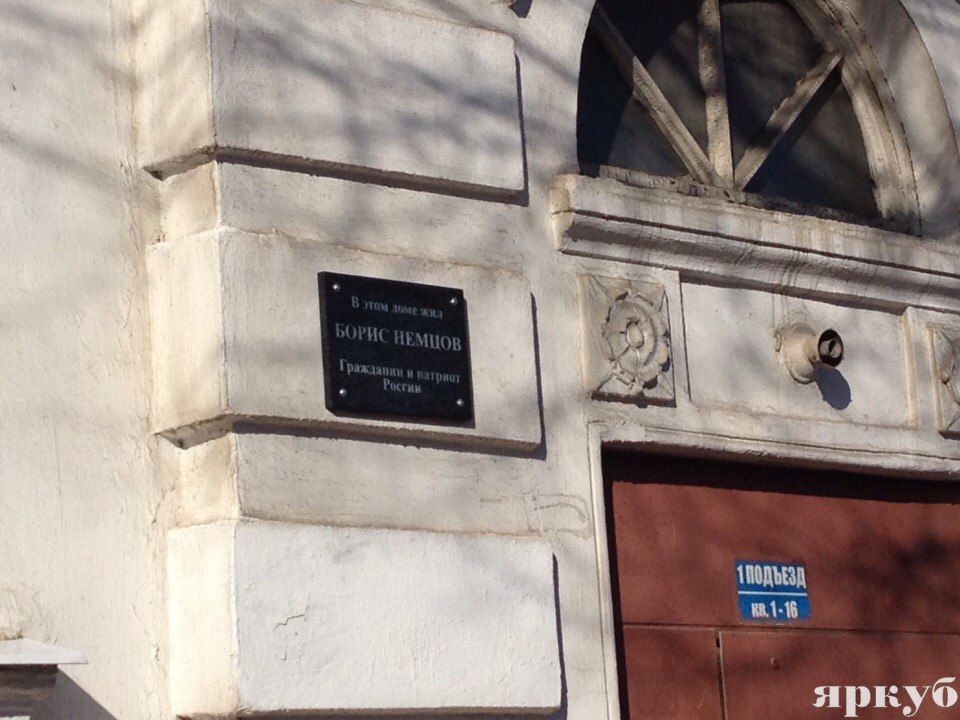 В этом доме жил
БОРИС НЕМЦОВ
Гражданин и патриот
России
1 ПОДЪЕЗД
кв. 1 - 16
яркуб